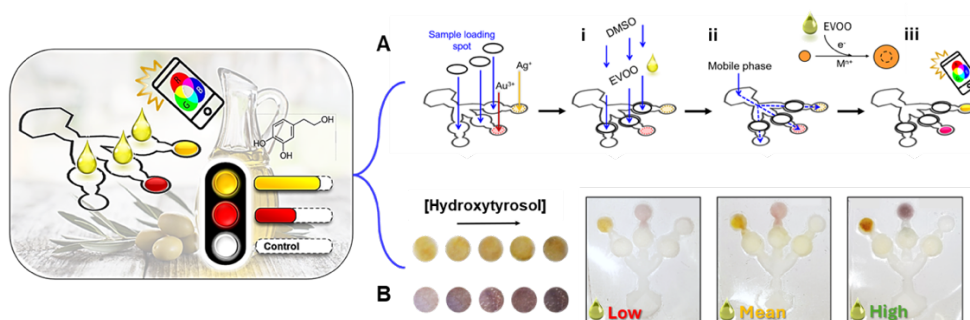 R
G
B
HO
OH
OH
Control
A
Sample loading
spot
Au³⁺
Ag⁺
i
DMSO
EVOO
ii
Mobile phase
EVOO
e⁻
Mⁿ⁺
iii
[Hydroxytyrosol]
B
Low
Mean
High